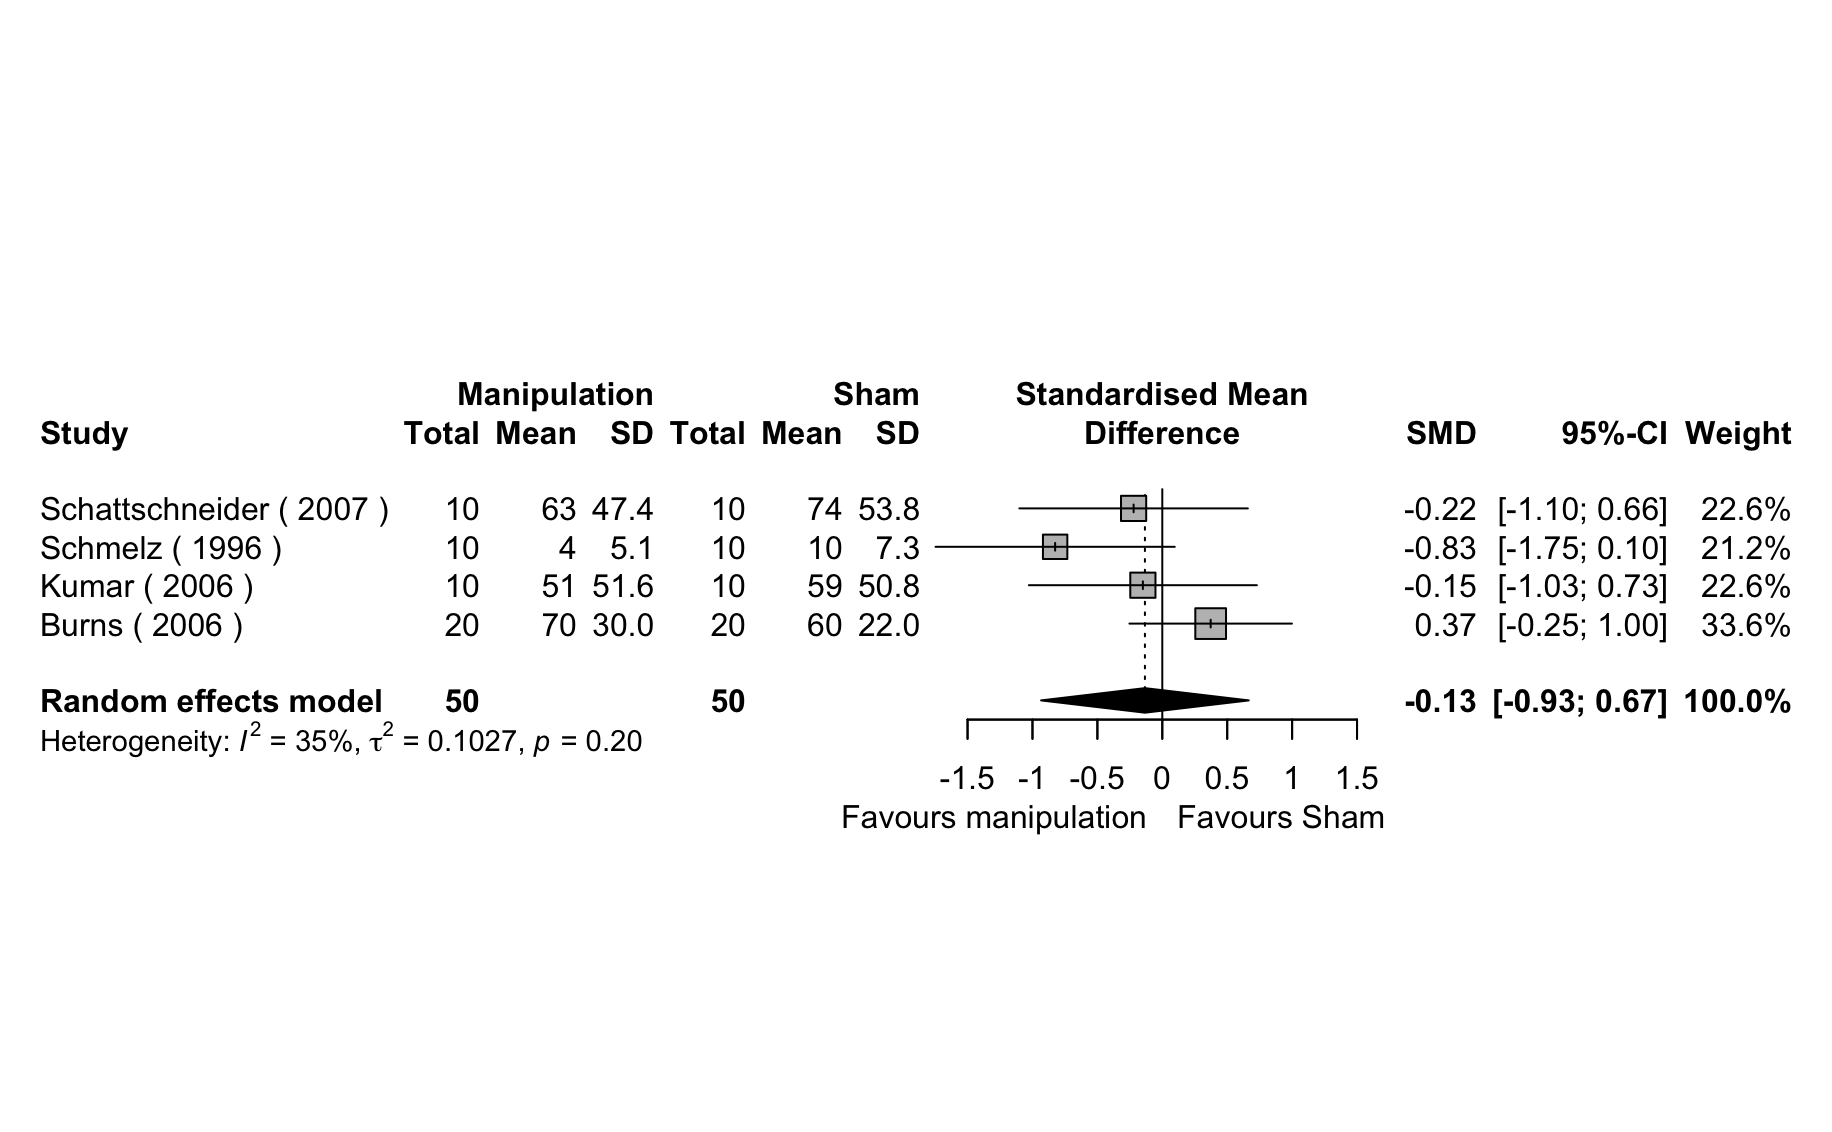 Manipulation Sham Standardised Mean
Study Total Mean SD Total Mean SD Difference SMD 95%-CI Weight
Schattschneider ( 2007 ) 10 63 47.4 10 74 53.8 -0.22 [-1.10; 0.66] 22.6%
Schmelz ( 1996 ) 10 4 5.1 10 10 7.3 -0.83 [-1.75; 0.10] 21.2%
Kumar ( 2006 ) 10 51 51.6 10 59 50.8 -0.15 [-1.03; 0.73] 22.6%
Burns ( 2006 ) 20 70 30.0 20 60 22.0 0.37 [-0.25; 1.00] 33.6%
Random effects model 50 50 -0.13 [-0.93; 0.67] 100.0%
Heterogeneity: I² = 35%, τ² = 0.1027, p = 0.20
-1.5 -1 -0.5 0 0.5 1 1.5
Favours manipulation Favours Sham